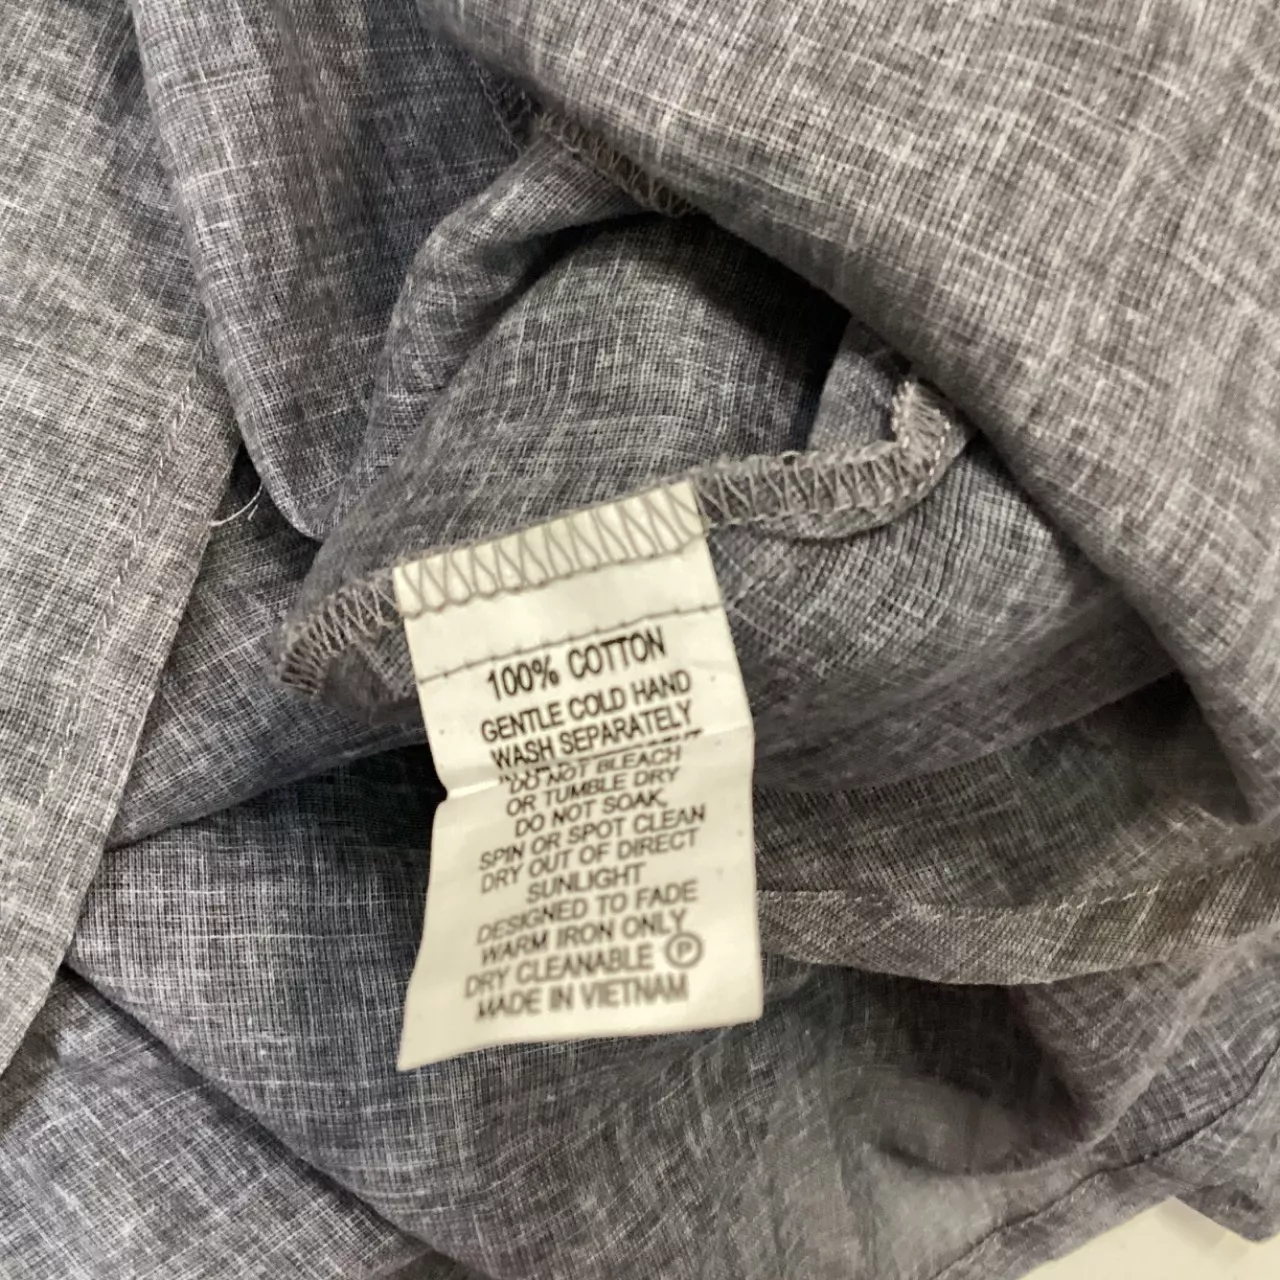 100% COTTON
GENTLE COLD HAND
WASH SEPARATELY
DO NOT BLEACH
OR TUMBLE DRY
DO NOT SOAK,
SPIN OR SPOT CLEAN
DRY OUT OF DIRECT
SUNLIGHT
DESIGNED TO FADE
WARM IRON ONLY
DRY CLEANABLE Ⓟ
MADE IN VIETNAM